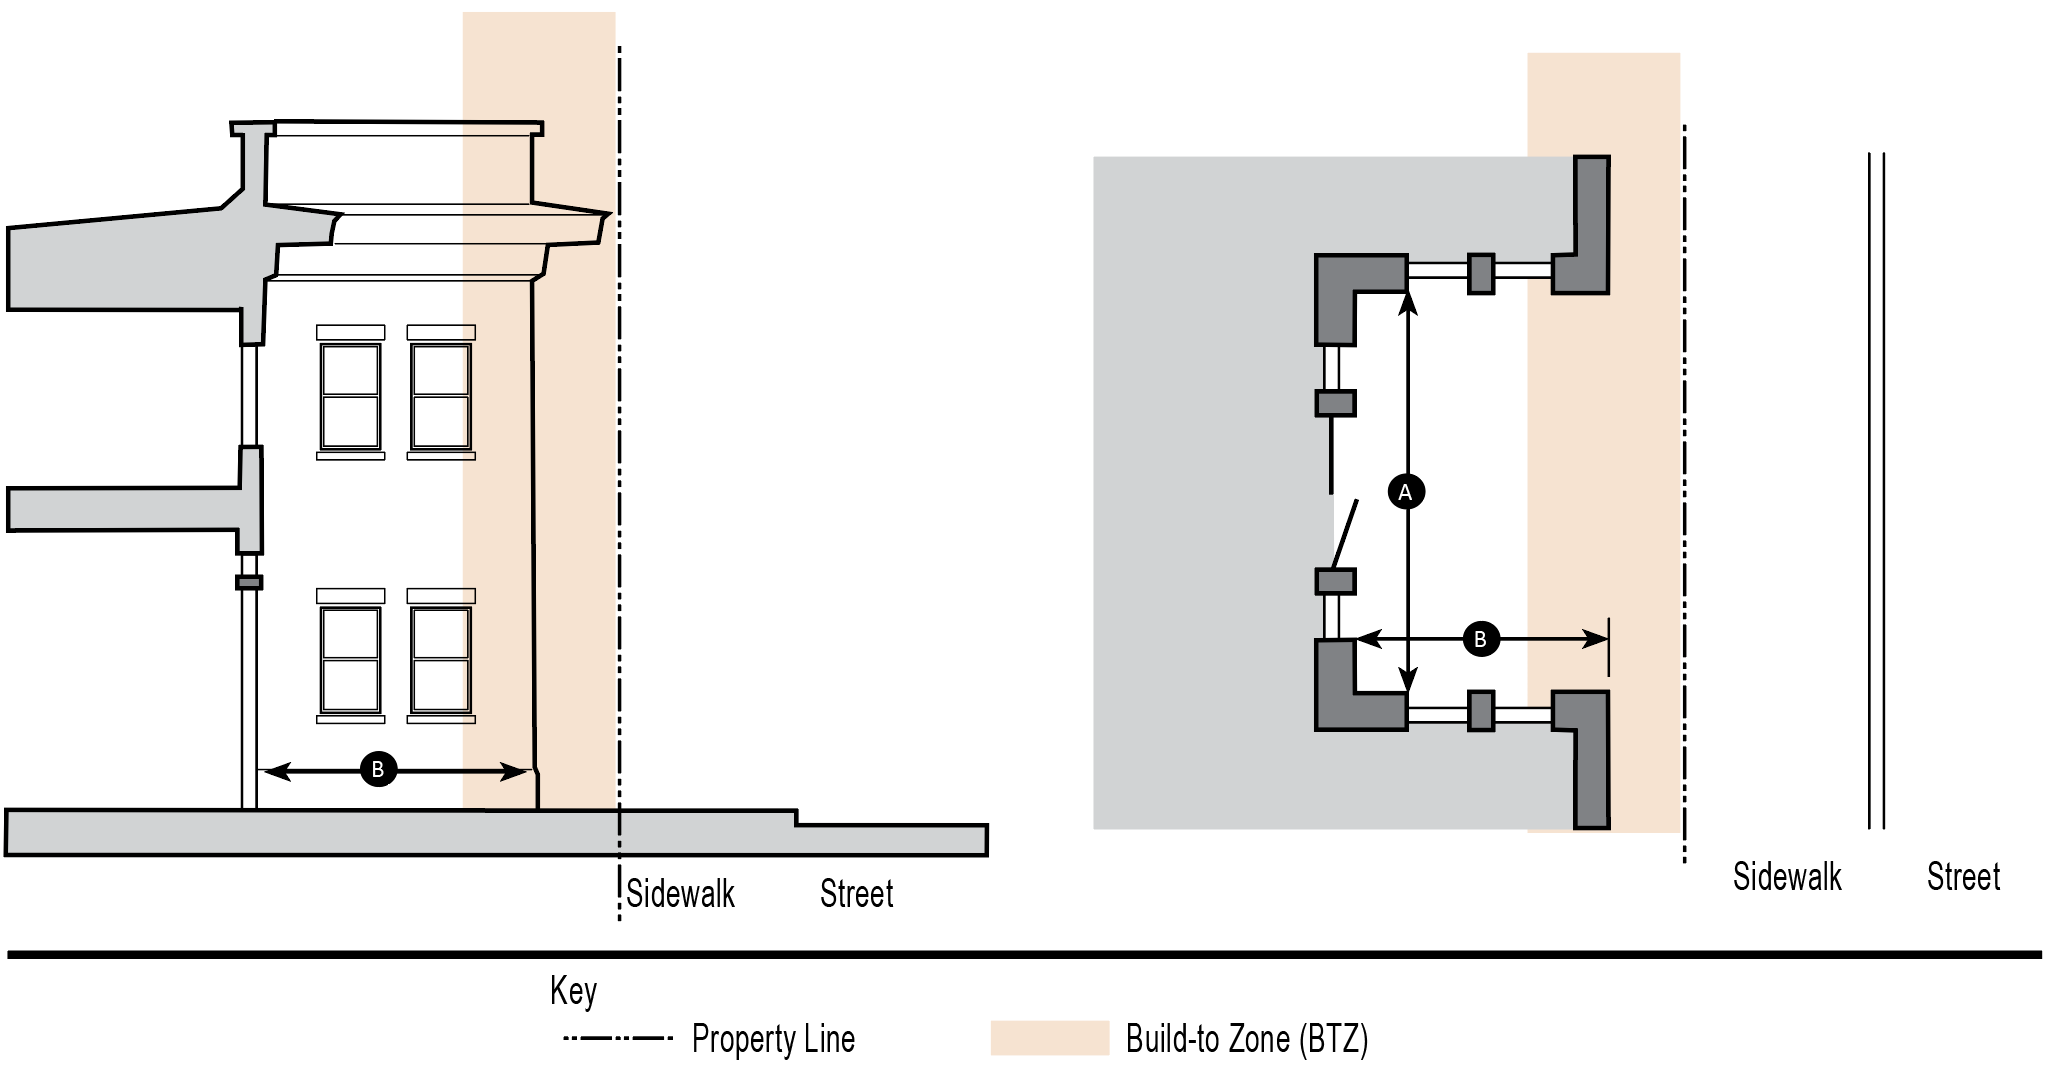 A
B
B
Sidewalk
Street
Sidewalk
Street
Key
Property Line
Build-to Zone (BTZ)